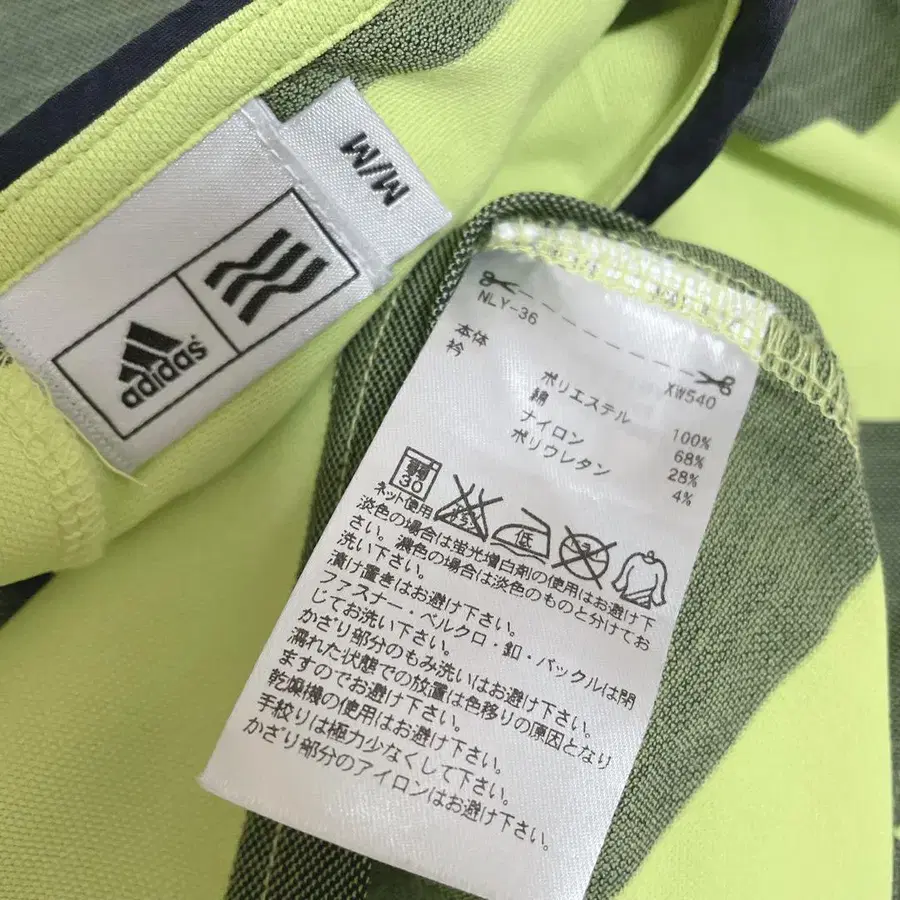 M/M
adidas
NLY-36
XW540
本体
ポリエステル 100%
衿
綿 68%
ナイロン 28%
ポリウレタン 4%
30
ネット使用
低
淡色の場合は蛍光増白剤の使用はお避け下
さい。濃色の場合は淡色のものと分けてお
洗い下さい。
漬け置きはお避け下さい。
ファスナー・ベルクロ・釦・バックルは閉
じてお洗い下さい。
かざり部分のもみ洗いはお避け下さい。
濡れた状態での放置は色移りの原因となり
ますのでお避け下さい。
乾燥機の使用はお避け下さい。
手絞りは極力少なくして下さい。
かざり部分のアイロンはお避け下さい。